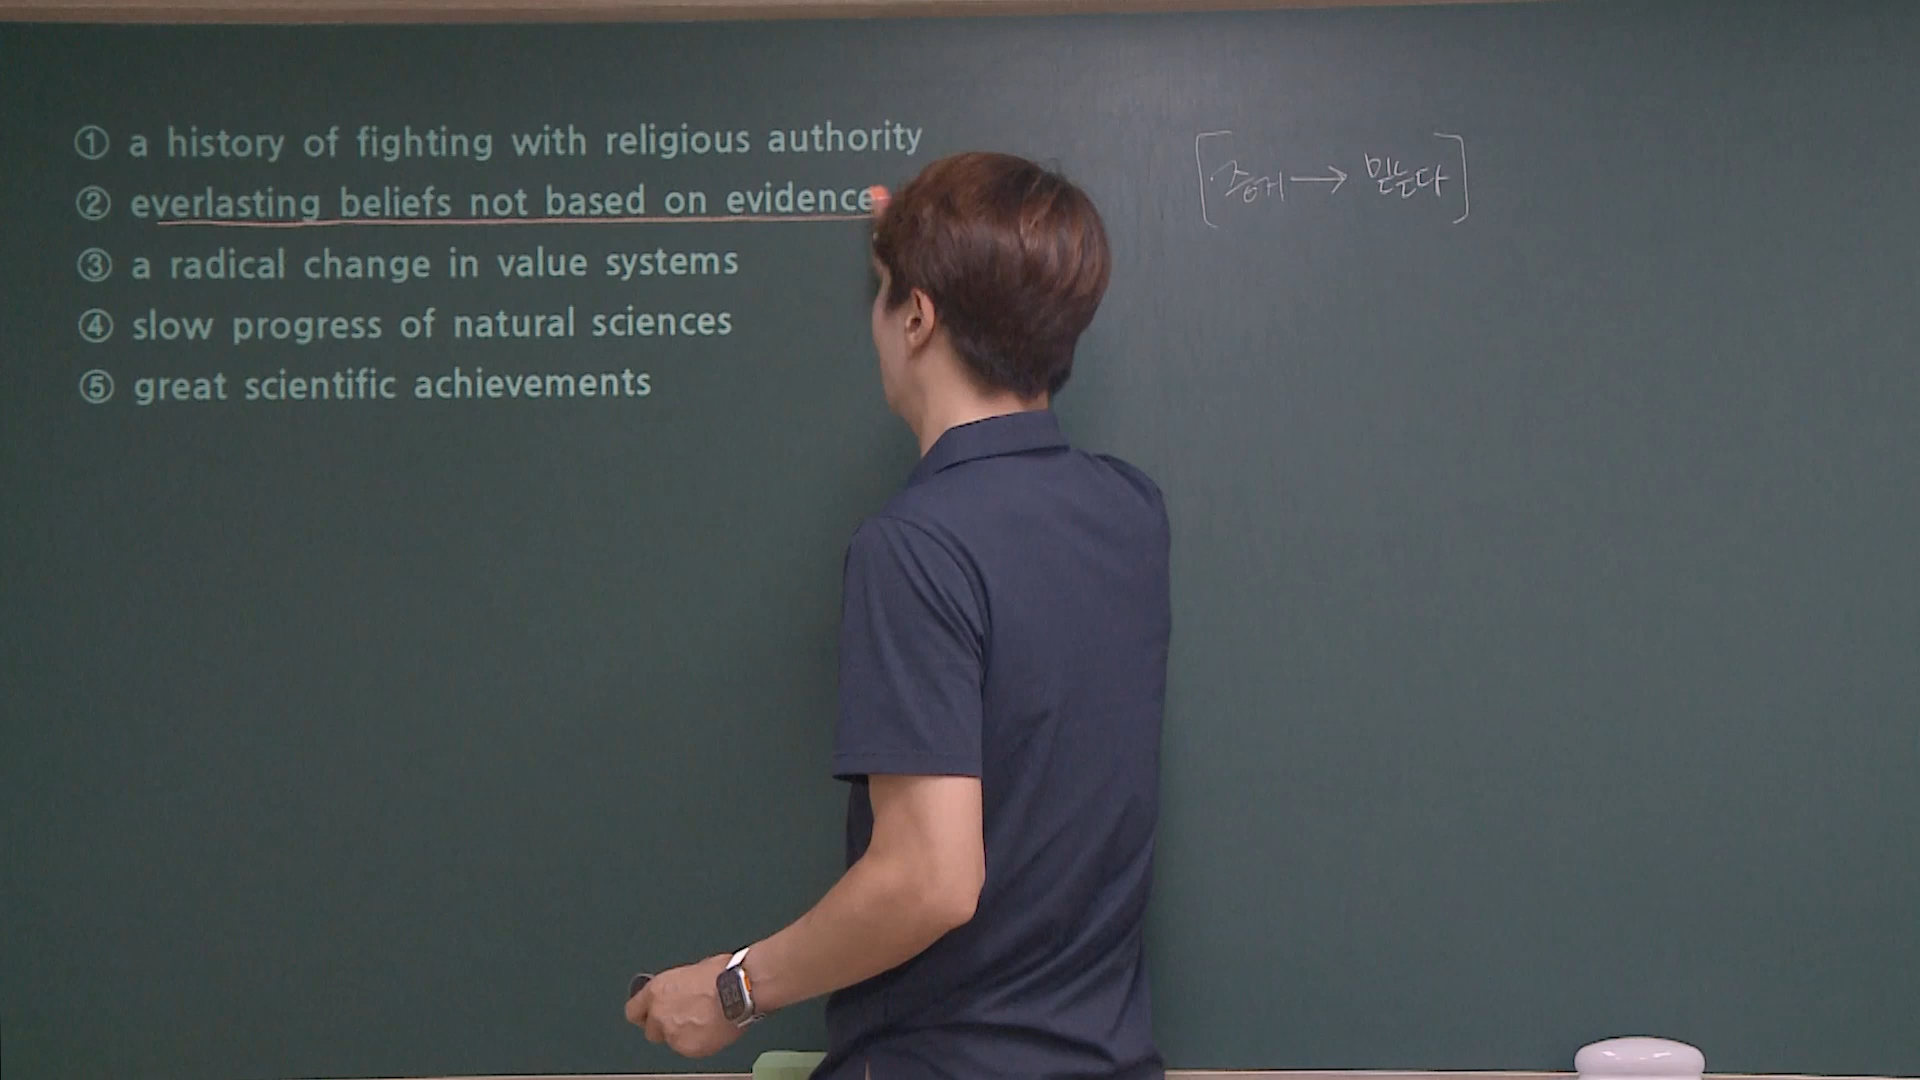 ① a history of fighting with religious authority
② everlasting beliefs not based on evidence
③ a radical change in value systems
④ slow progress of natural sciences
⑤ great scientific achievements
[증거 → 믿는다]